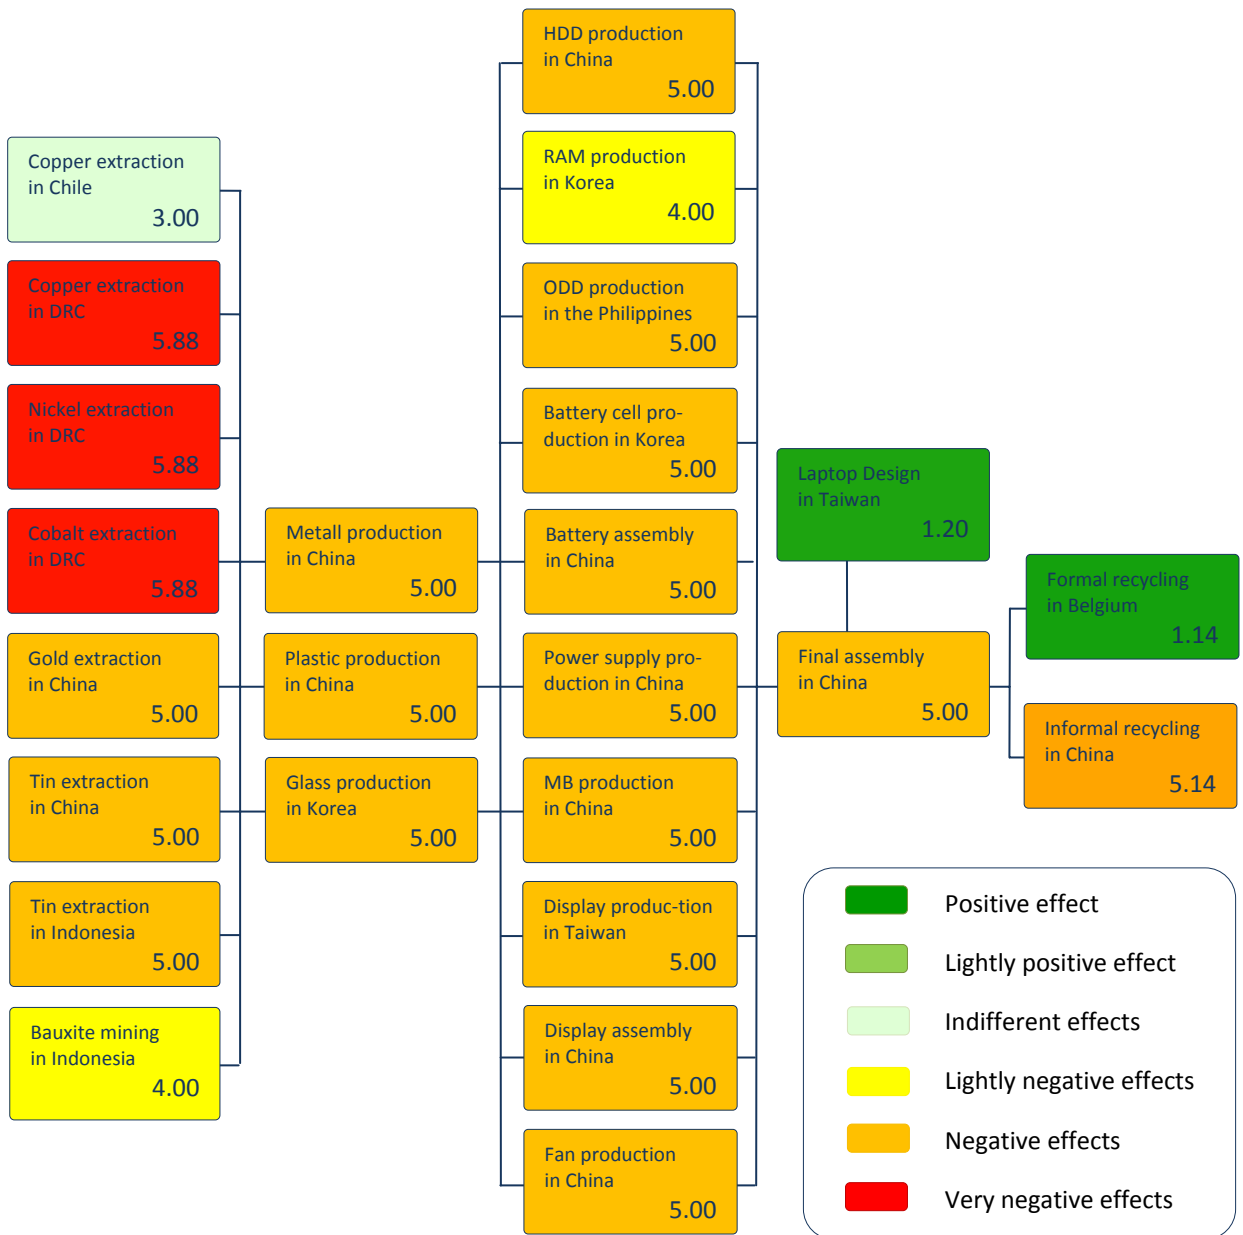 HDD production
in China
5.00
Copper extraction
in Chile
3.00
RAM production
in Korea
4.00
Copper extraction
in DRC
5.88
ODD production
in the Philippines
5.00
Nickel extraction
in DRC
5.88
Battery cell pro-
duction in Korea
5.00
Laptop Design
in Taiwan
1.20
Cobalt extraction
in DRC
5.88
Metall production
in China
5.00
Battery assembly
in China
5.00
Formal recycling
in Belgium
1.14
Gold extraction
in China
5.00
Plastic production
in China
5.00
Power supply pro-
duction in China
5.00
Final assembly
in China
5.00
Informal recycling
in China
5.14
Tin extraction
in China
5.00
Glass production
in Korea
5.00
MB production
in China
5.00
Tin extraction
in Indonesia
5.00
Display produc-tion
in Taiwan
5.00
Bauxite mining
in Indonesia
4.00
Display assembly
in China
5.00
Fan production
in China
5.00
Positive effect
Lightly positive effect
Indifferent effects
Lightly negative effects
Negative effects
Very negative effects